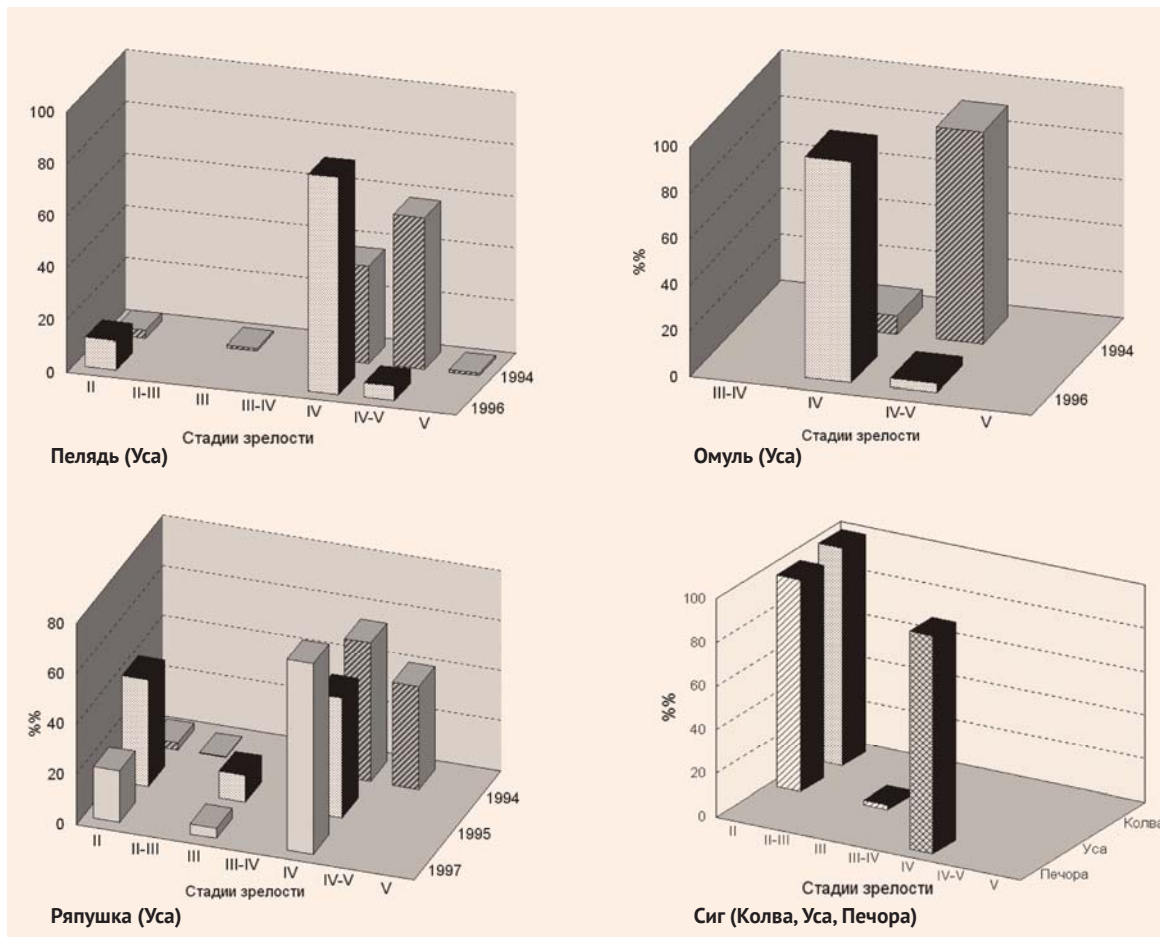 100
80
60
40
20
0
II
II-III
III
III-IV
IV
IV-V
V
1994
1996
Стадии зрелости
Пелядь (Уса)
100
80
60
40
20
0
%%
III-IV
IV
IV-V
V
1994
1996
Стадии зрелости
Омуль (Уса)
80
60
40
20
0
%%
II
II-III
III
III-IV
IV
IV-V
V
1994
1995
1997
Стадии зрелости
Ряпушка (Уса)
100
80
60
40
20
0
%%
II
II-III
III
III-IV
IV
IV-V
V
Колва
Уса
Печора
Стадии зрелости
Сиг (Колва, Уса, Печора)